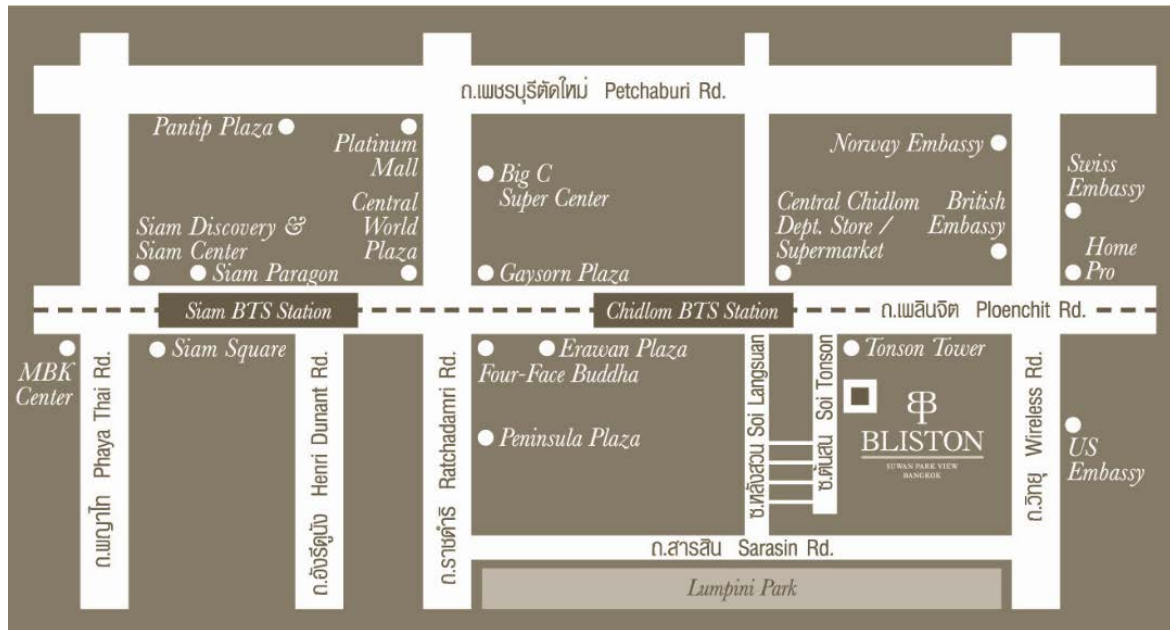 ถ.เพชรบุรีตัดใหม่ Petchaburi Rd.
Pantip Plaza
Platinum
Mall
Big C
Super Center
Norway Embassy
Swiss
Embassy
Siam Discovery &
Siam Center
Siam Paragon
Central
World
Plaza
Gaysorn Plaza
Central Chidlom
Dept. Store /
Supermarket
British
Embassy
Home
Pro
Siam BTS Station
Chidlom BTS Station
ถ.เพลินจิต Ploenchit Rd.
MBK
Center
ถ.พญาไท Phaya Thai Rd.
Siam Square
ถ.อังรีดูนัง Henri Dunant Rd.
ถ.ราชดำริ Ratchadamri Rd.
Four-Face Buddha
Erawan Plaza
Peninsula Plaza
ซ.หลังสวน Soi Langsuan
ซ.ต้นสน Soi Tonson
Tonson Tower
BLISTON
SUWAN PARK VIEW
BANGKOK
ถ.วิทยุ Wireless Rd.
US
Embassy
ถ.สารสิน Sarasin Rd.
Lumpini Park